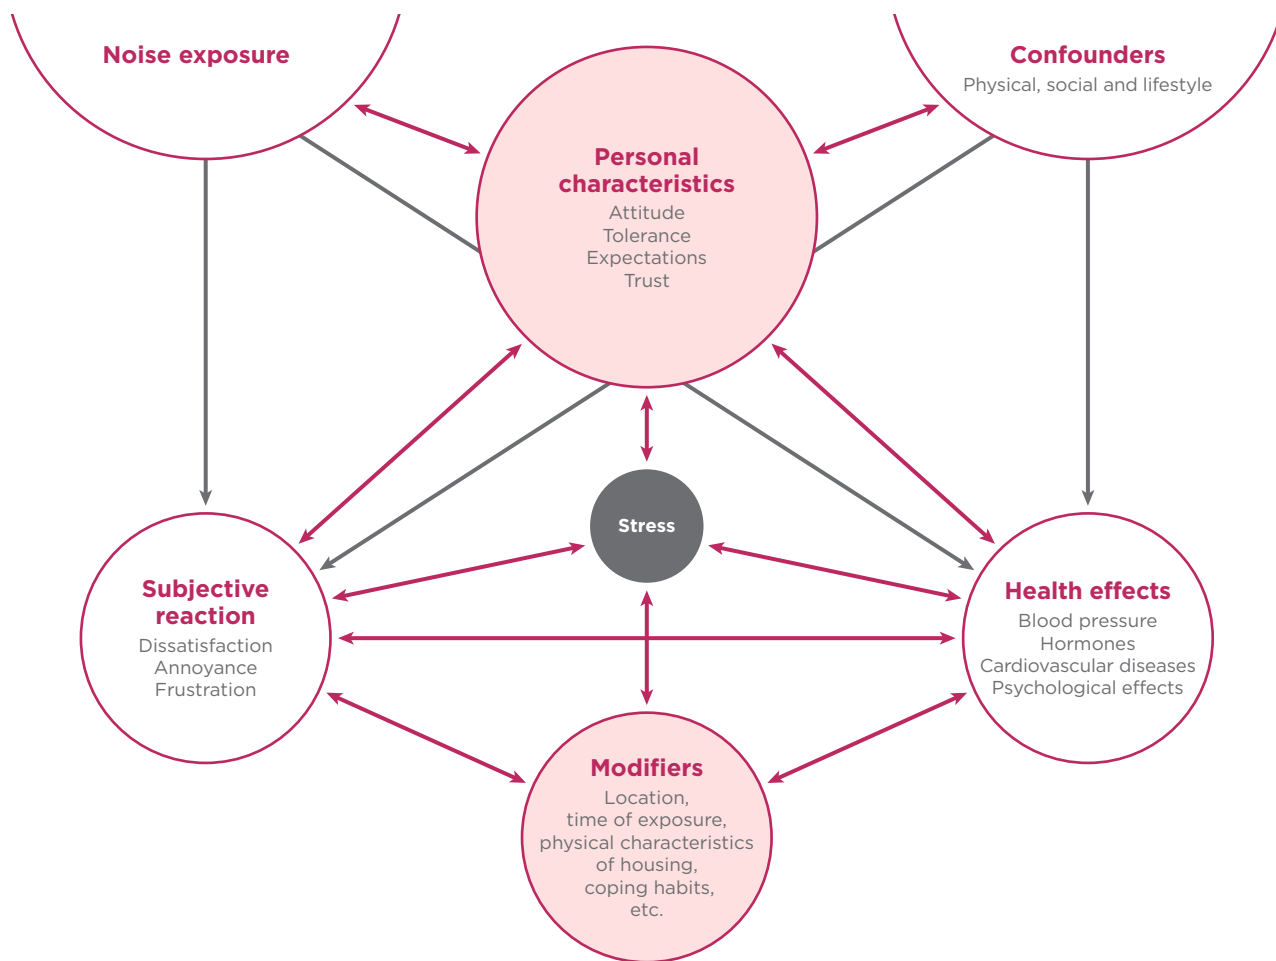 Noise exposure
Confounders
Physical, social and lifestyle
Personal
characteristics
Attitude
Tolerance
Expectations
Trust
Stress
Subjective
reaction
Dissatisfaction
Annoyance
Frustration
Health effects
Blood pressure
Hormones
Cardiovascular diseases
Psychological effects
Modifiers
Location,
time of exposure,
physical characteristics
of housing,
coping habits,
etc.